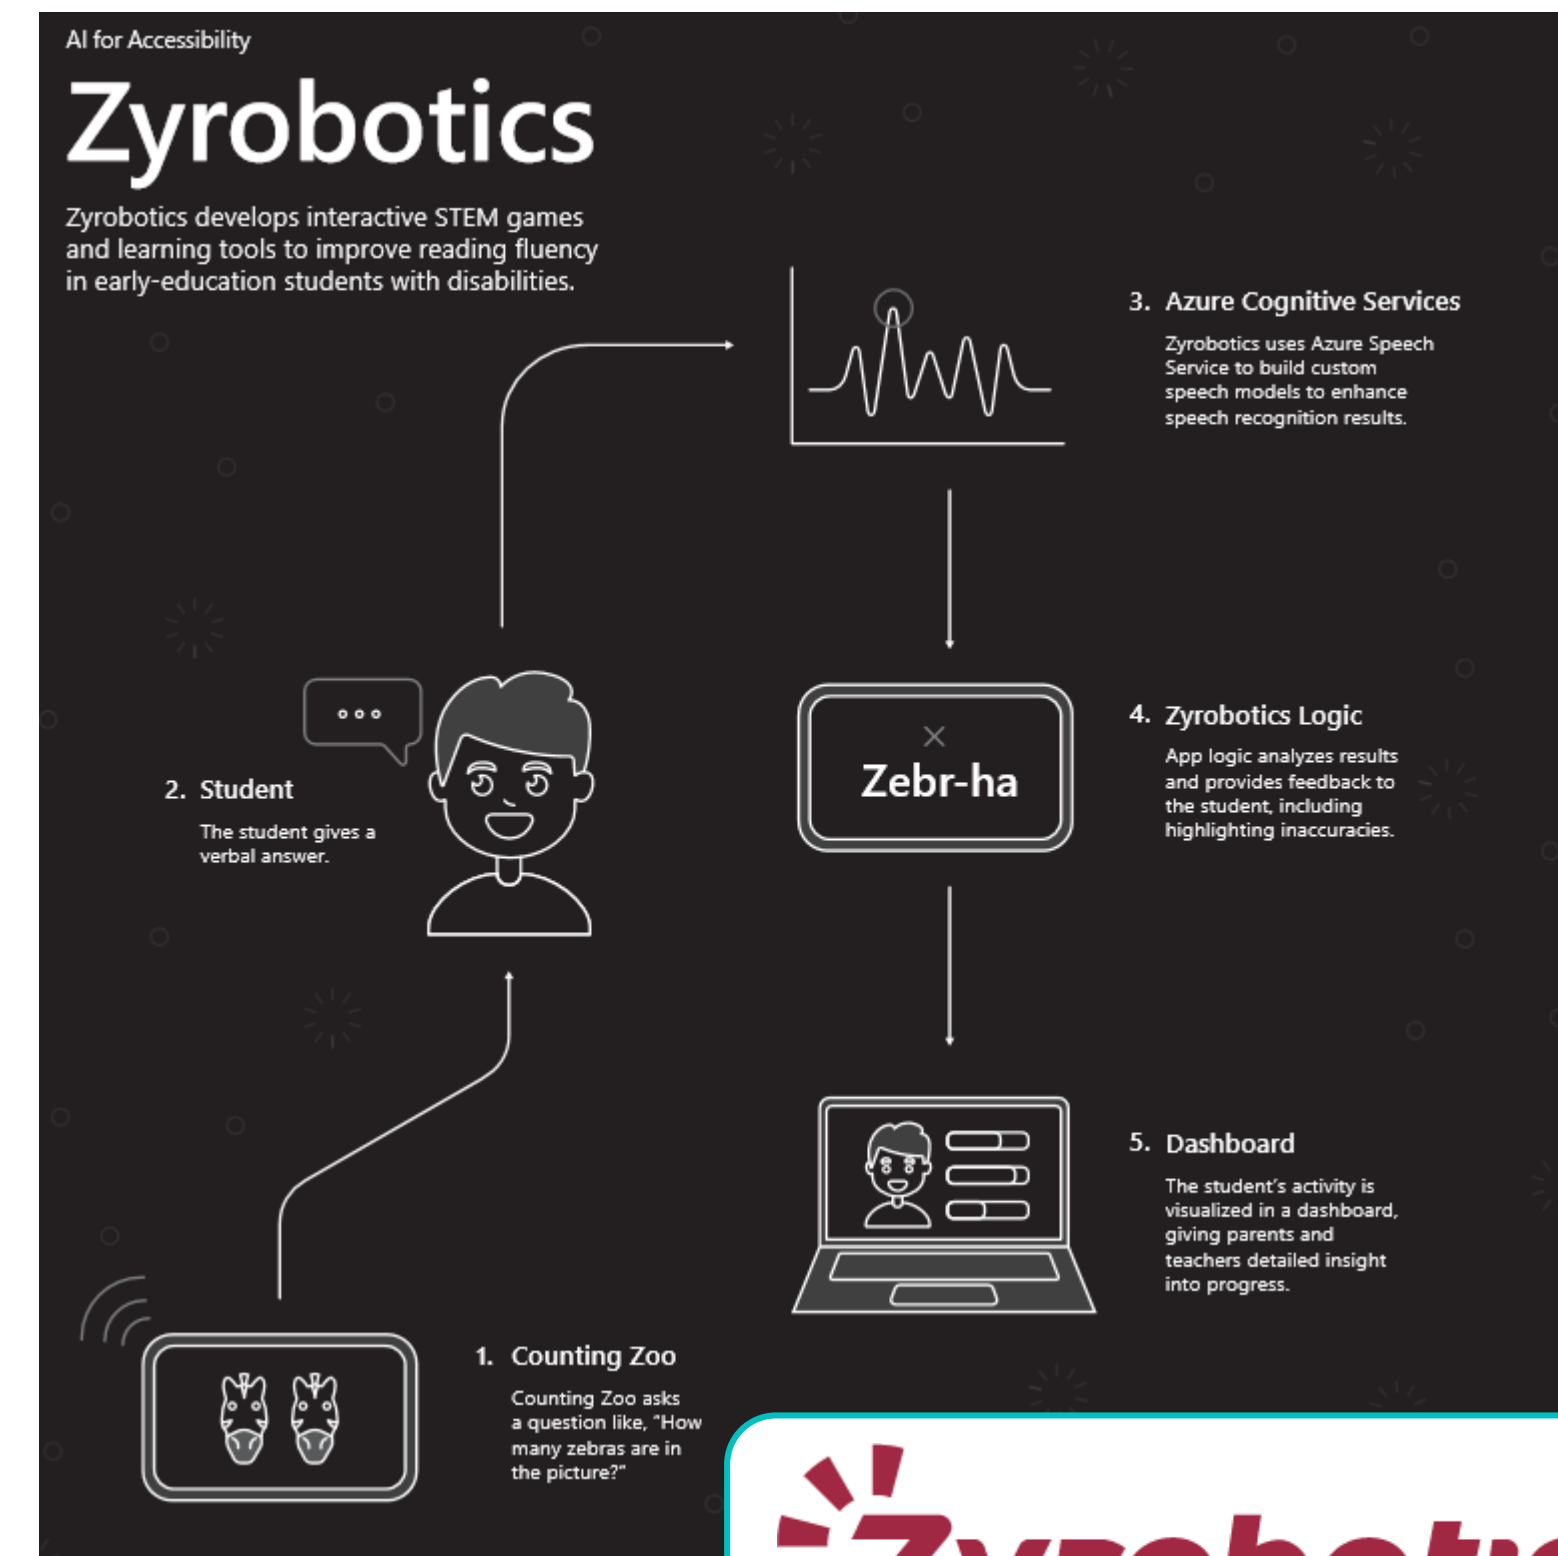 AI for Accessibility
Zyrobotics
Zyrobotics develops interactive STEM games
and learning tools to improve reading fluency
in early-education students with disabilities.
3. Azure Cognitive Services
Zyrobotics uses Azure Speech
Service to build custom
speech models to enhance
speech recognition results.
2. Student
The student gives a
verbal answer.
Zebr-ha
4. Zyrobotics Logic
App logic analyzes results
and provides feedback to
the student, including
highlighting inaccuracies.
5. Dashboard
The student's activity is
visualized in a dashboard,
giving parents and
teachers detailed insight
into progress.
1. Counting Zoo
Counting Zoo asks
a question like, "How
many zebras are in
the picture?"